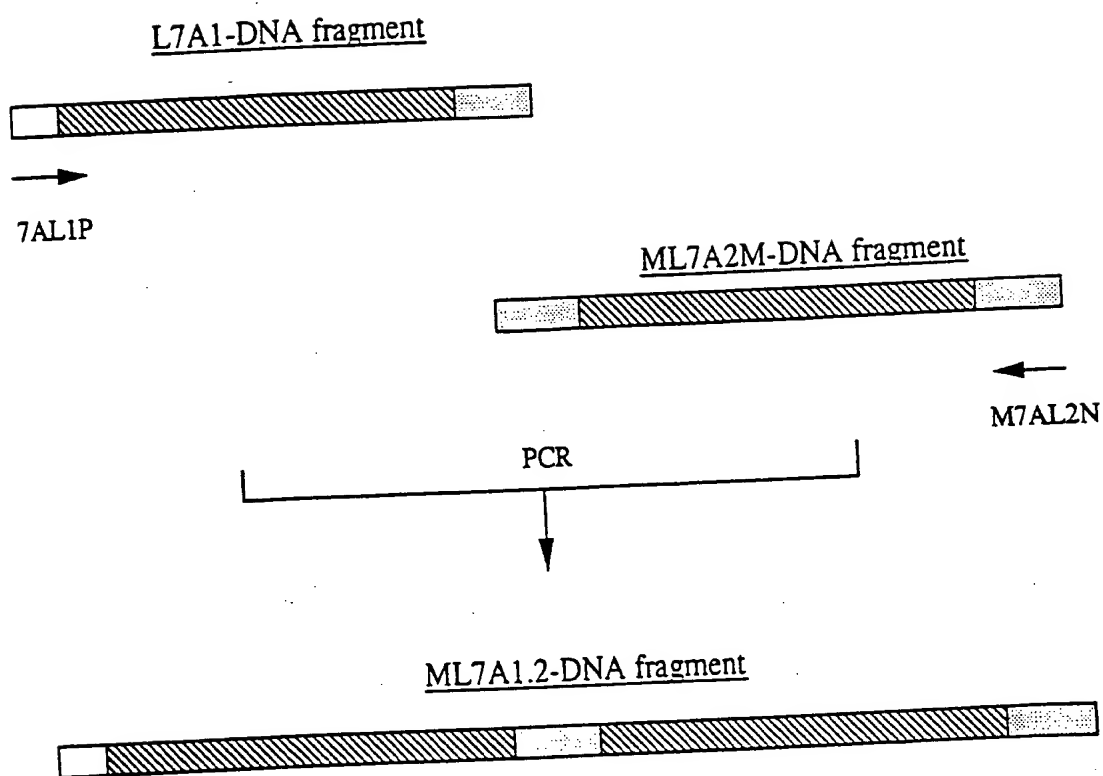 L7A1-DNA fragment
7AL1P
ML7A2M-DNA fragment
M7AL2N
PCR
ML7A1.2-DNA fragment